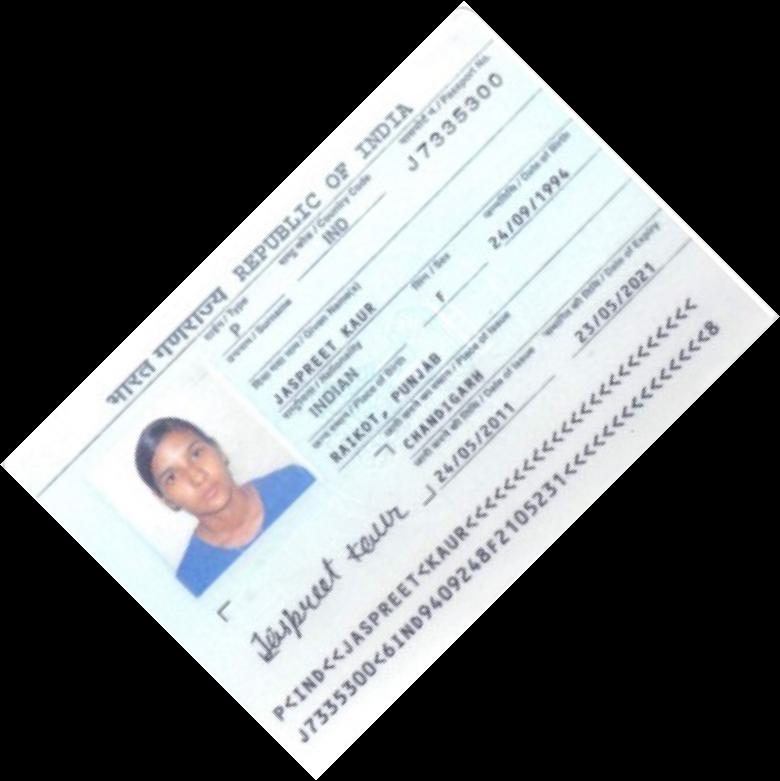 भारत गणराज्य REPUBLIC OF INDIA
टाईप / Type
P
राष्ट्र कोड / Country Code
IND
पासपोर्ट नं. / Passport No.
J7335300
उपनाम / Surname
दिया गया नाम / Given Name(s)
JASPREET KAUR
राष्ट्रीयता / Nationality
INDIAN
लिंग / Sex
F
जन्मतिथि / Date of Birth
24/09/1994
जन्म स्थान / Place of Birth
RAIKOT, PUNJAB
जारी करने का स्थान / Place of Issue
CHANDIGARH
जारी करने की तिथि / Date of Issue
24/05/2011
समाप्ति की तिथि / Date of Expiry
23/05/2021
Jaspreet Kaur
P<IND<<JASPREET<KAUR<<<<<<<<<<<<<<<<<<<<<<<<
J7335300<6IND9409248F2105231<<<<<<<<<<<<<<<8